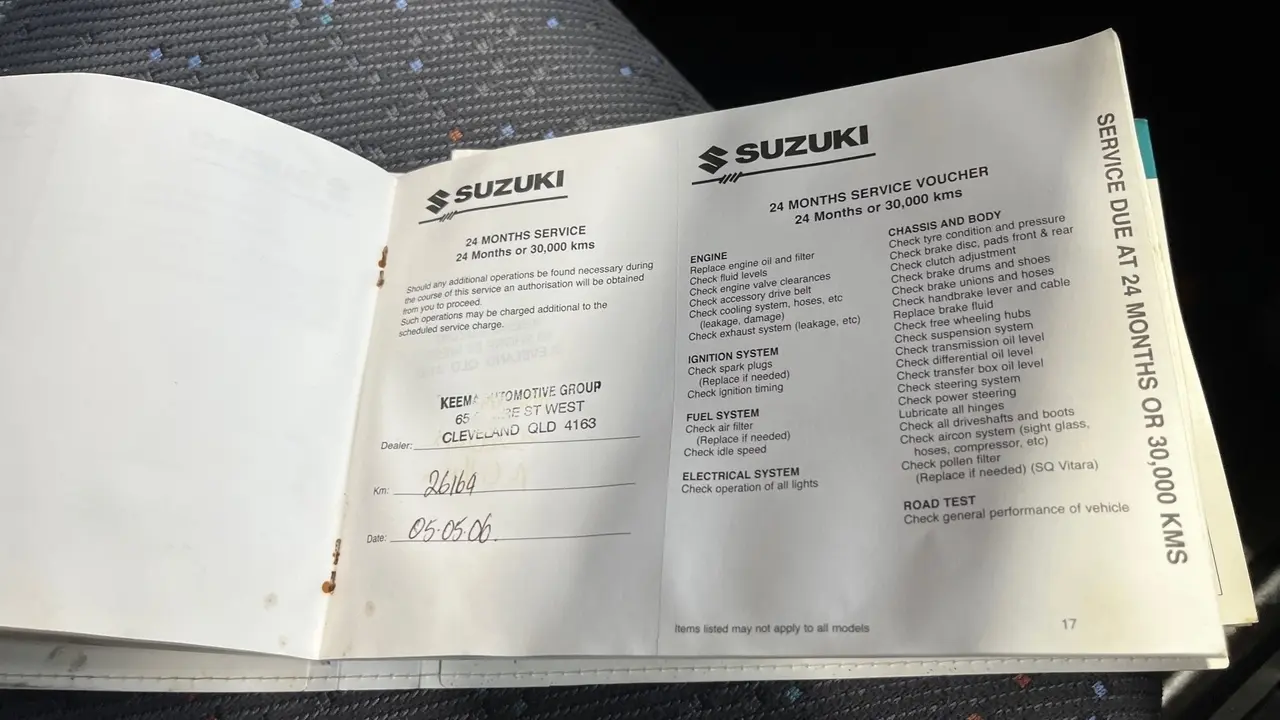 SUZUKI
24 MONTHS SERVICE
24 Months or 30,000 kms
Should any additional operations be found necessary during
the course of this service an authorisation will be obtained
from you to proceed.
Such operations may be charged additional to the
scheduled service charge.
KEEMA AUTOMOTIVE GROUP
ST WEST
CLEVELAND QLD 4163
Dealer:
Km: 26169
Date: 05.05.06.
SUZUKI
24 MONTHS SERVICE VOUCHER
24 Months or 30,000 kms
ENGINE
Replace engine oil and filter
Check fluid levels
Check engine valve clearances
Check accessory drive belt
Check cooling system, hoses, etc
(leakage, damage)
Check exhaust system (leakage, etc)
IGNITION SYSTEM
Check spark plugs
(Replace if needed)
Check ignition timing
FUEL SYSTEM
Check air filter
(Replace if needed)
Check idle speed
ELECTRICAL SYSTEM
Check operation of all lights
CHASSIS AND BODY
Check tyre condition and pressure
Check brake disc, pads front & rear
Check clutch adjustment
Check brake drums and shoes
Check brake unions and hoses
Check handbrake lever and cable
Replace brake fluid
Check free wheeling hubs
Check suspension system
Check transmission oil level
Check differential oil level
Check transfer box oil level
Check steering system
Check power steering
Lubricate all hinges
Check all driveshafts and boots
Check aircon system (sight glass,
hoses, compressor, etc)
Check pollen filter
(Replace if needed) (SQ Vitara)
ROAD TEST
Check general performance of vehicle
Items listed may not apply to all models
17
SERVICE DUE AT 24 MONTHS OR 30,000 KMS